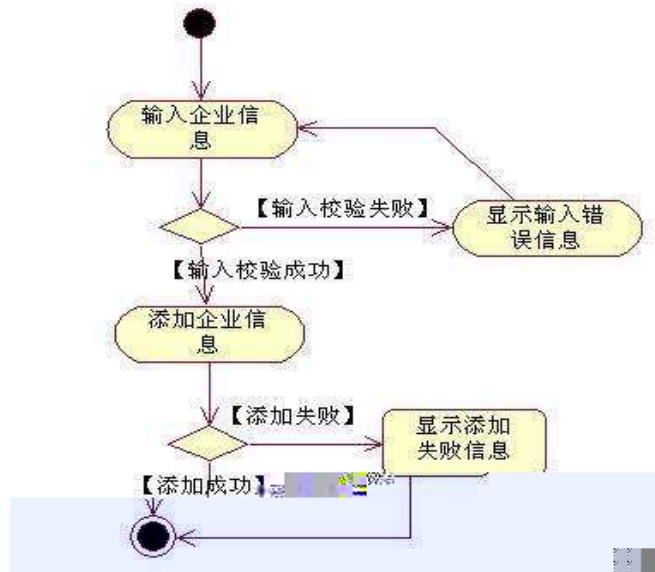 输入企业信
息
【输入校验失败】
显示输入错
误信息
【输入校验成功】
添加企业信
息
【添加失败】
显示添加
失败信息
【添加成功】